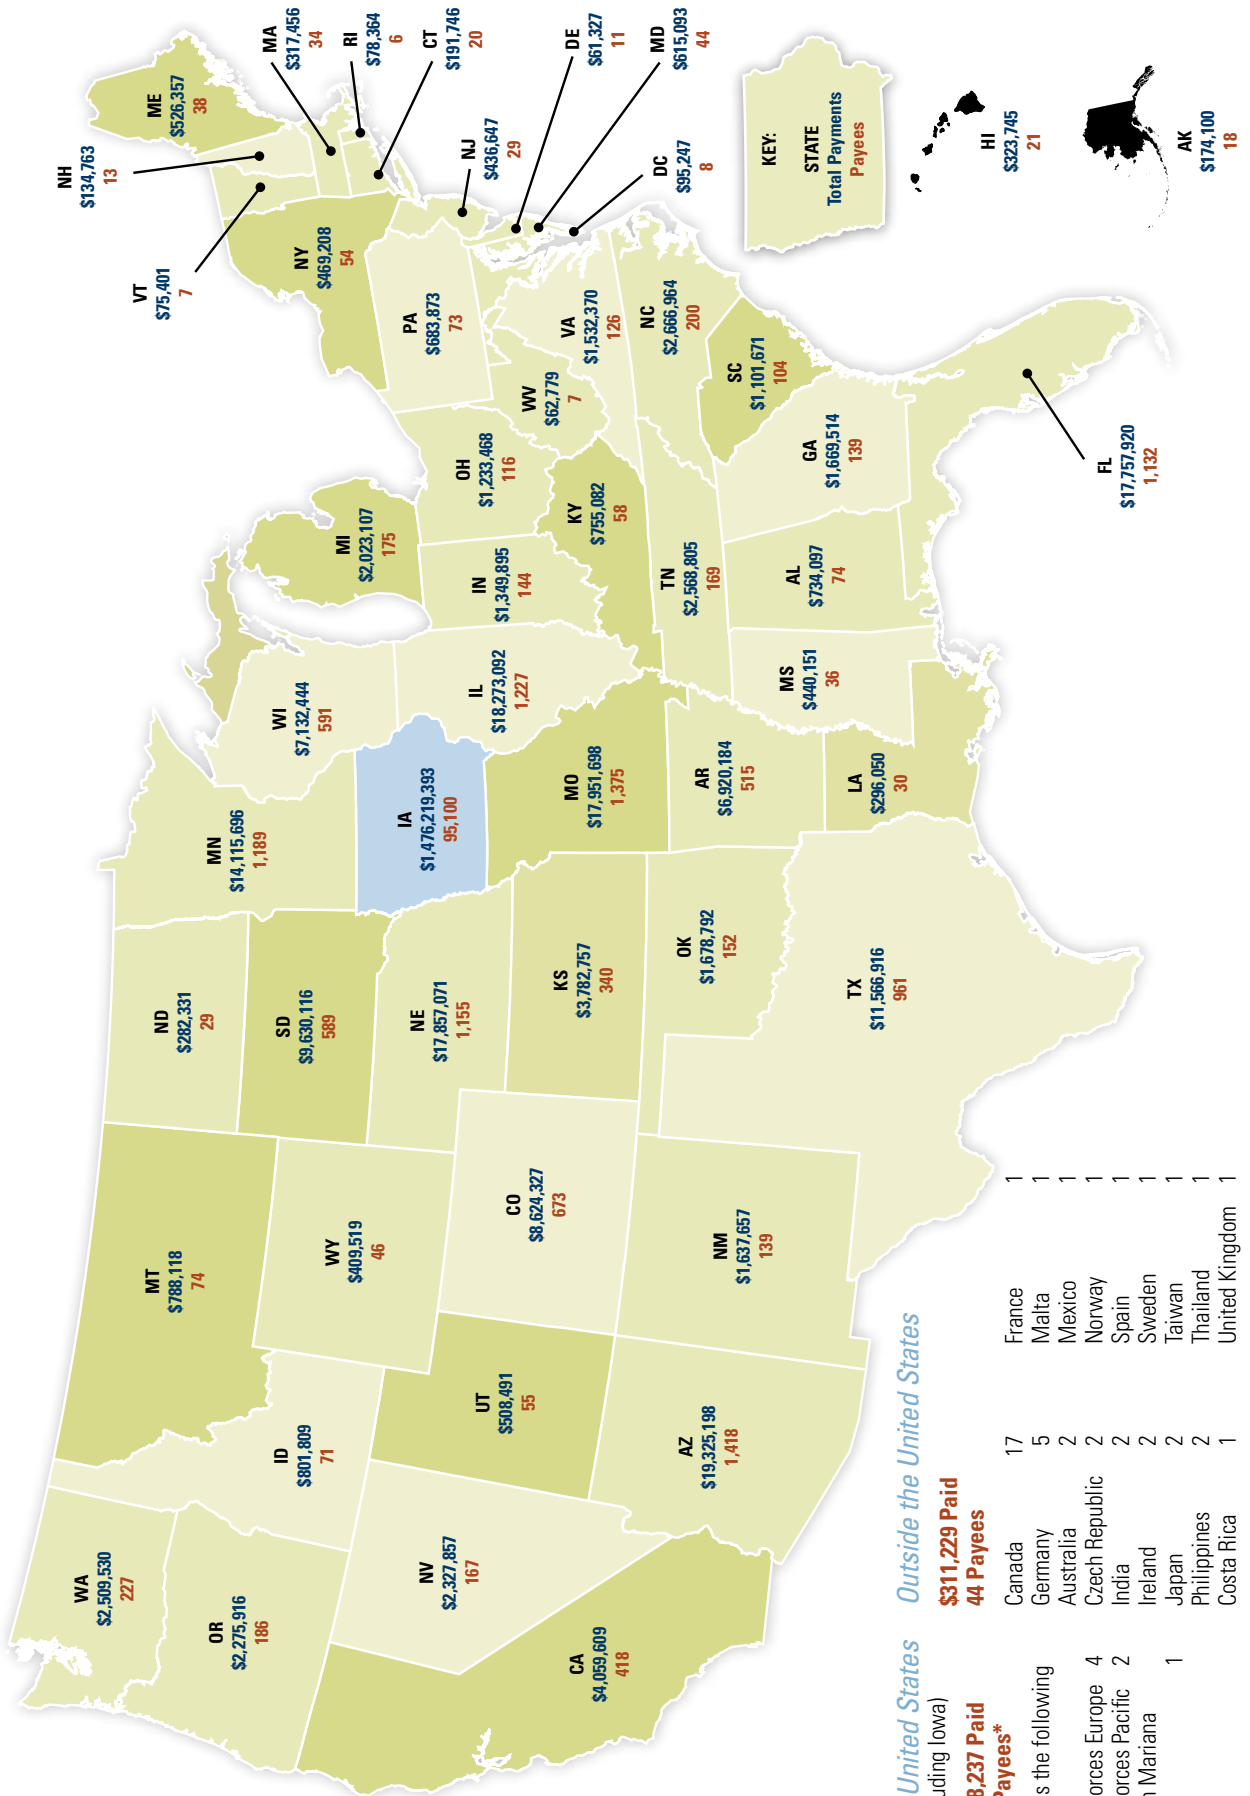 WA
$2,509,530
227
OR
$2,275,916
186
CA
$4,059,609
418
NV
$2,327,857
167
ID
$801,809
71
MT
$788,118
74
WY
$409,519
46
UT
$508,491
55
AZ
$19,325,198
1,418
CO
$8,624,327
673
NM
$1,637,657
139
ND
$282,331
29
SD
$9,630,116
589
NE
$17,857,071
1,155
KS
$3,782,757
340
OK
$1,678,792
152
TX
$11,566,916
961
MN
$14,115,696
1,189
IA
$1,476,219,393
95,100
MO
$17,951,698
1,375
AR
$6,920,184
515
LA
$296,050
30
WI
$7,132,444
591
IL
$18,273,092
1,227
MS
$440,151
36
MI
$2,023,107
175
IN
$1,349,895
144
OH
$1,233,468
116
KY
$755,082
58
TN
$2,568,805
169
AL
$734,097
74
GA
$1,669,514
139
FL
$17,757,920
1,132
SC
$1,101,671
104
NC
$2,666,964
200
VA
$1,532,370
126
WV
$62,779
7
PA
$683,873
73
NY
$469,208
54
VT
$75,401
7
NH
$134,763
13
ME
$526,357
38
MA
$317,456
34
RI
$78,364
6
CT
$191,746
20
NJ
$436,647
29
DE
$61,327
11
MD
$615,093
44
DC
$95,247
8
KEY:
STATE
Total Payments
Payees
HI
$323,745
21
AK
$174,100
18
United States
uding Iowa)
8,237 Paid
Payees*
s the following
orces Europe 4
orces Pacific 2
n Mariana 1
Outside the United States
$311,229 Paid
44 Payees
Canada 17
Germany 5
Australia 2
Czech Republic 2
India 2
Ireland 2
Japan 2
Philippines 2
Costa Rica 1
France 1
Malta 1
Mexico 1
Norway 1
Spain 1
Sweden 1
Taiwan 1
Thailand 1
United Kingdom 1